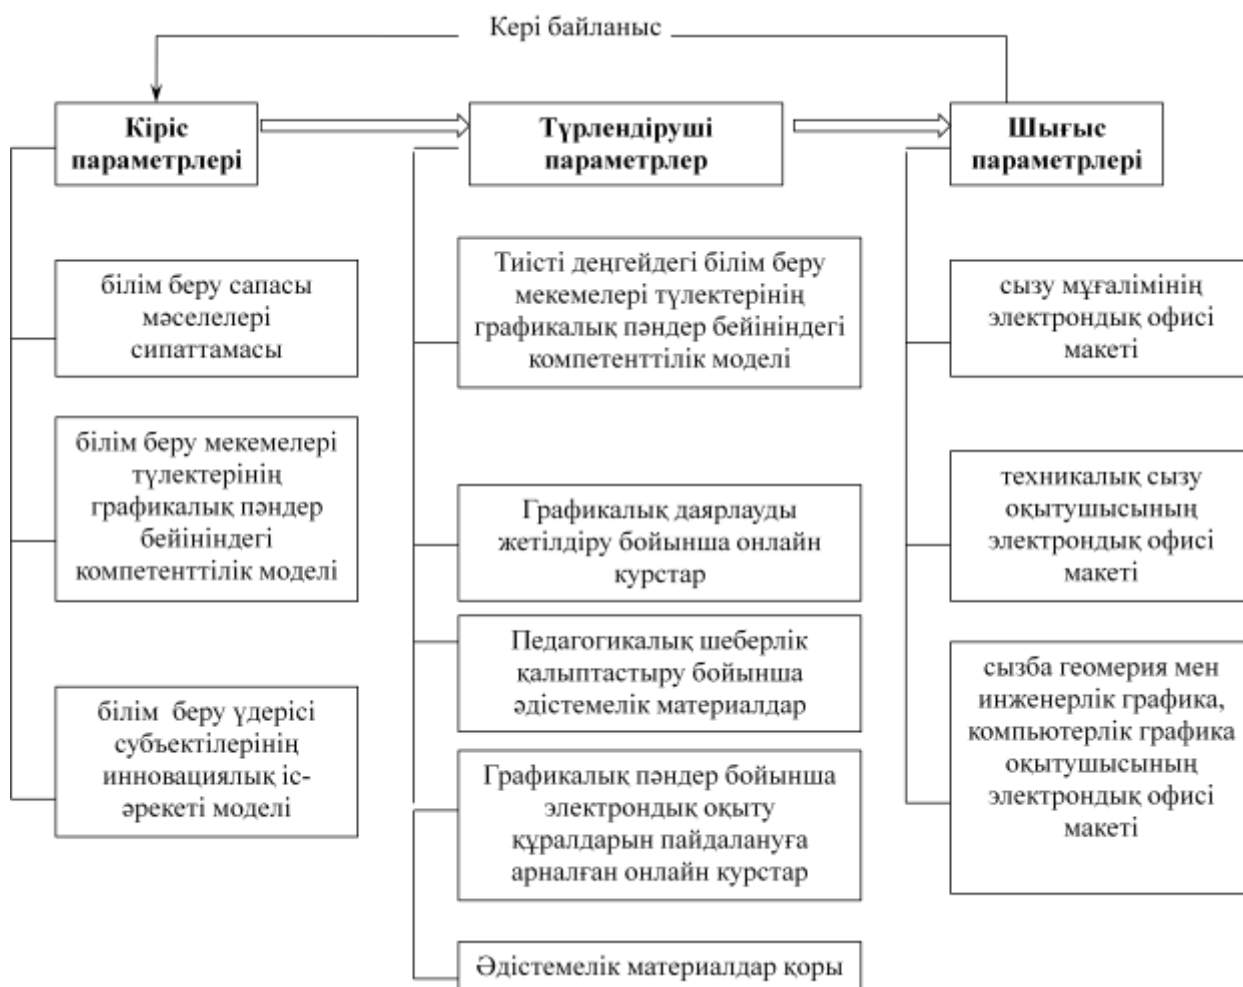 Кері байланыс
Кіріс
параметрлері
Түрлендіруші
параметрлер
Шығыс
параметрлері
білім беру сапасы
мәселелері
сипаттамасы
білім беру мекемелері
түлектерінің
графикалық пәндер
бейініндегі
компетенттілік моделі
білім  беру үдерісі
субъектілерінің
инновациялық іс-
әрекеті моделі
Тиісті деңгейдегі білім беру
мекемелері түлектерінің
графикалық пәндер бейініндегі
компетенттілік моделі
Графикалық даярлауды
жетілдіру бойынша онлайн
курстар
Педагогикалық шеберлік
қалыптастыру бойынша
әдістемелік материалдар
Графикалық пәндер бойынша
электрондық оқыту
құралдарын пайдалануға
арналған онлайн курстар
Әдістемелік материалдар қоры
сызу мұғалімінің
электрондық офисі
макеті
техникалық сызу
оқытушысының
электрондық офисі
макеті
сызба геомерия мен
инженерлік графика,
компьютерлік графика
оқытушысының
электрондық офисі
макеті